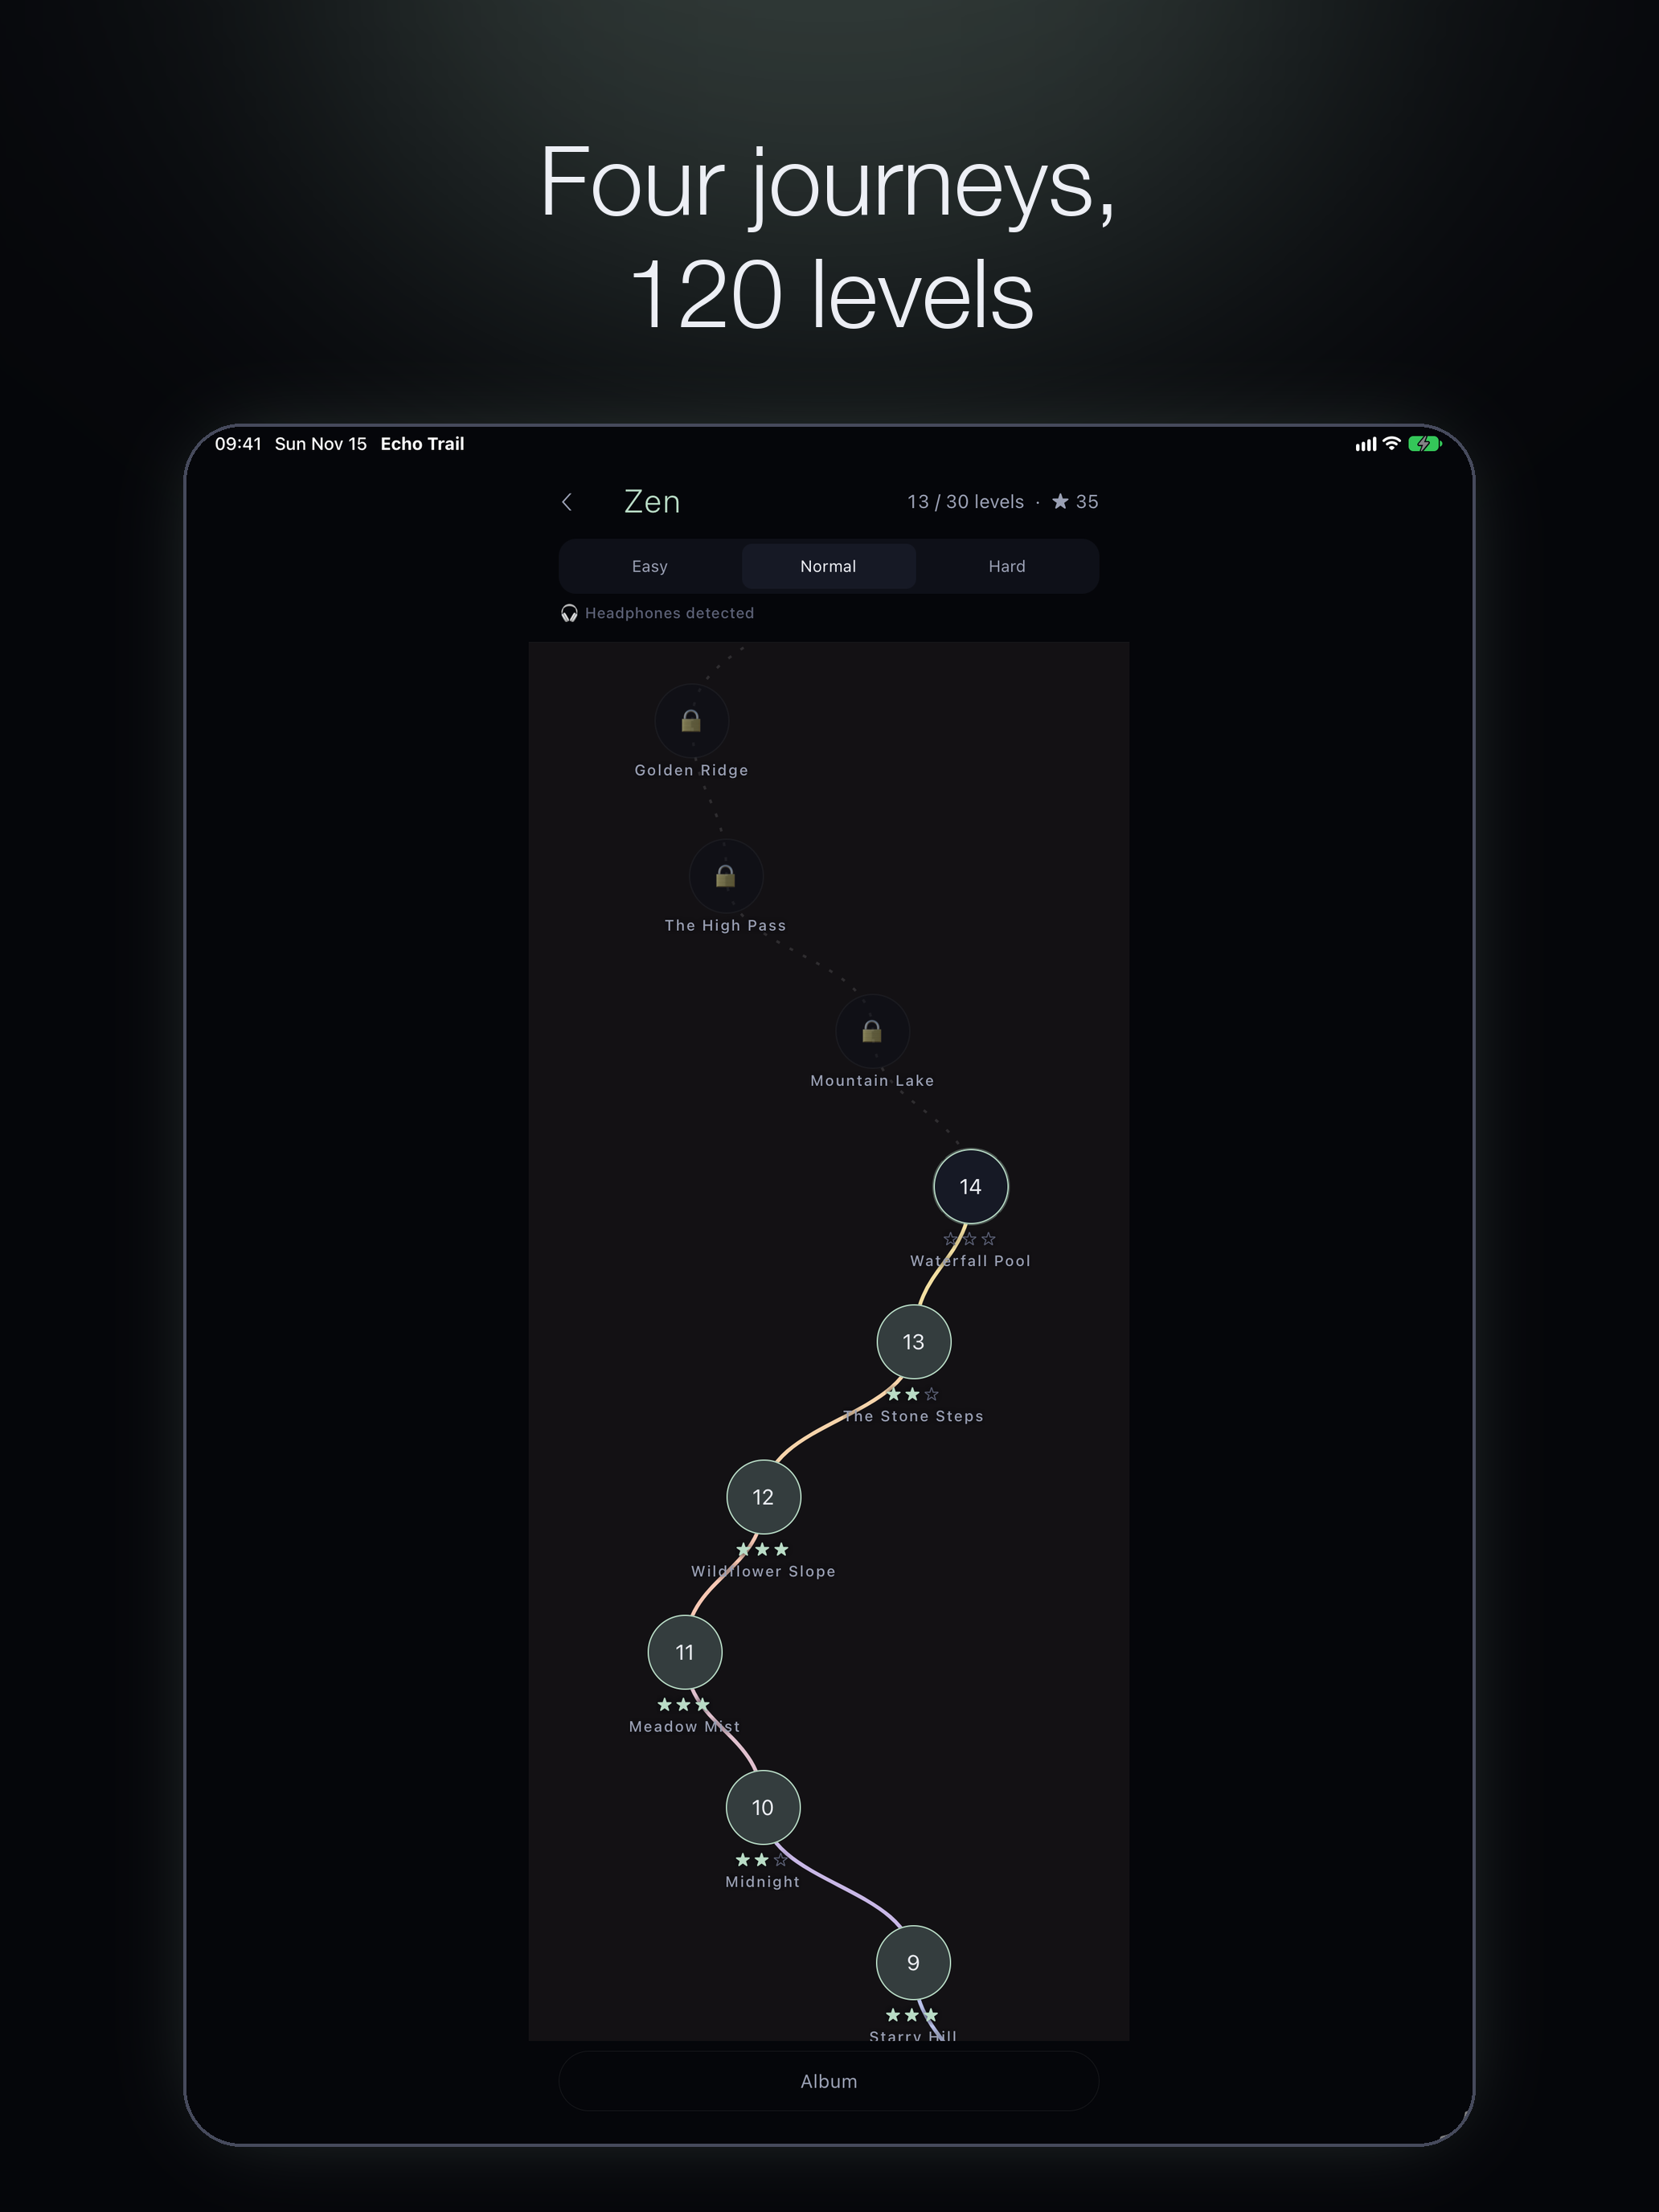 Four journeys,
120 levels
09:41 Sun Nov 15 Echo Trail
Zen
13 / 30 levels · ★ 35
Easy
Normal
Hard
Headphones detected
Golden Ridge
The High Pass
Mountain Lake
14
Waterfall Pool
13
The Stone Steps
12
Wildflower Slope
11
Meadow Mist
10
Midnight
9
Starry Hill
Album